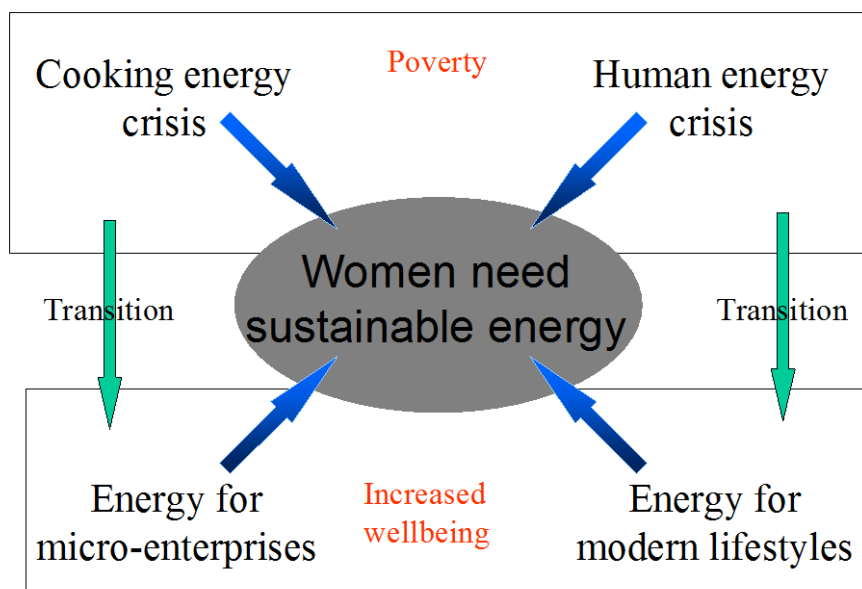 Cooking energy
crisis
Poverty
Human energy
crisis
Women need
sustainable energy
Transition
Transition
Energy for
micro-enterprises
Increased
wellbeing
Energy for
modern lifestyles